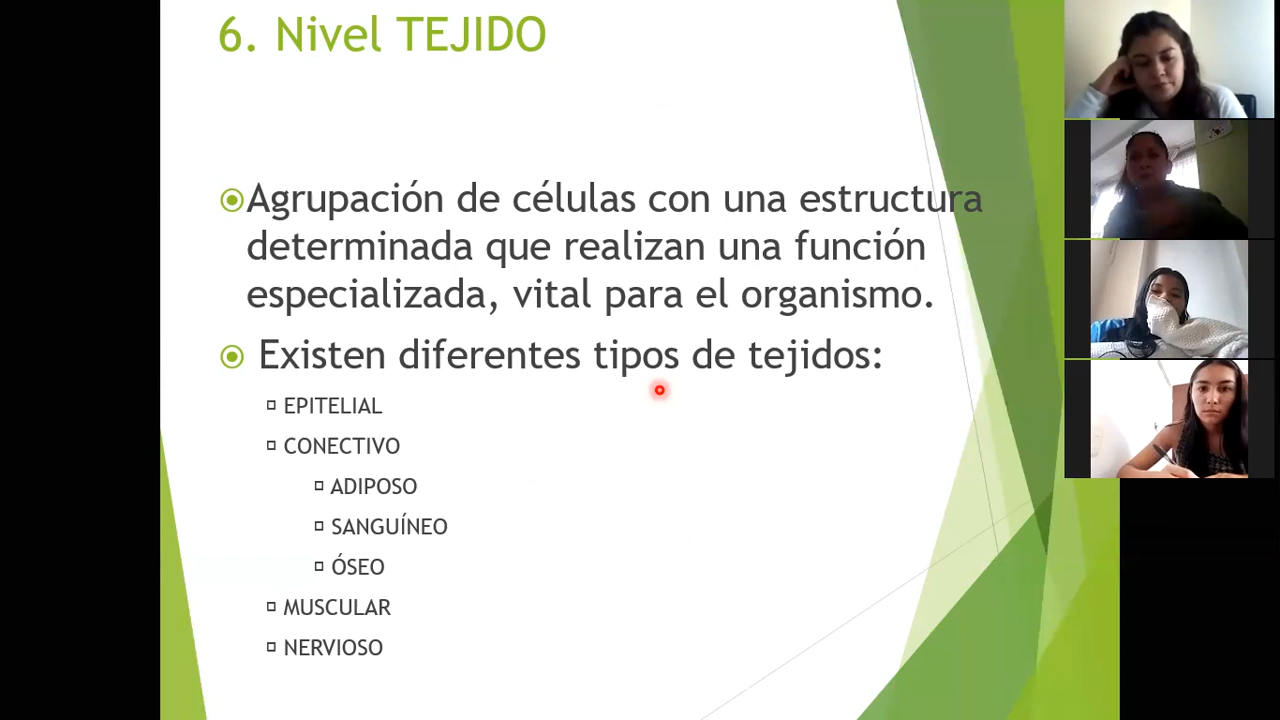 6. Nivel TEJIDO
Agrupación de células con una estructura
determinada que realizan una función
especializada, vital para el organismo.
Existen diferentes tipos de tejidos:
EPITELIAL
CONECTIVO
ADIPOSO
SANGUÍNEO
ÓSEO
MUSCULAR
NERVIOSO